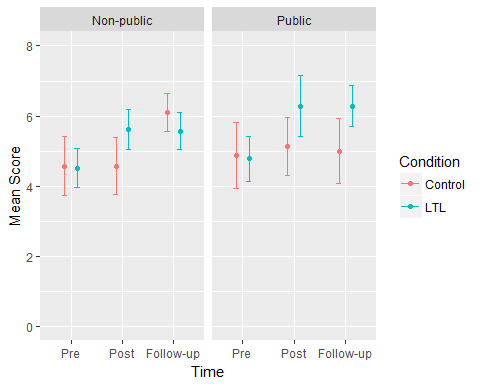 Non-public
Public
8
6
4
2
0
Mean Score
Pre
Post
Follow-up
Pre
Post
Follow-up
Time
Condition
Control
LTL